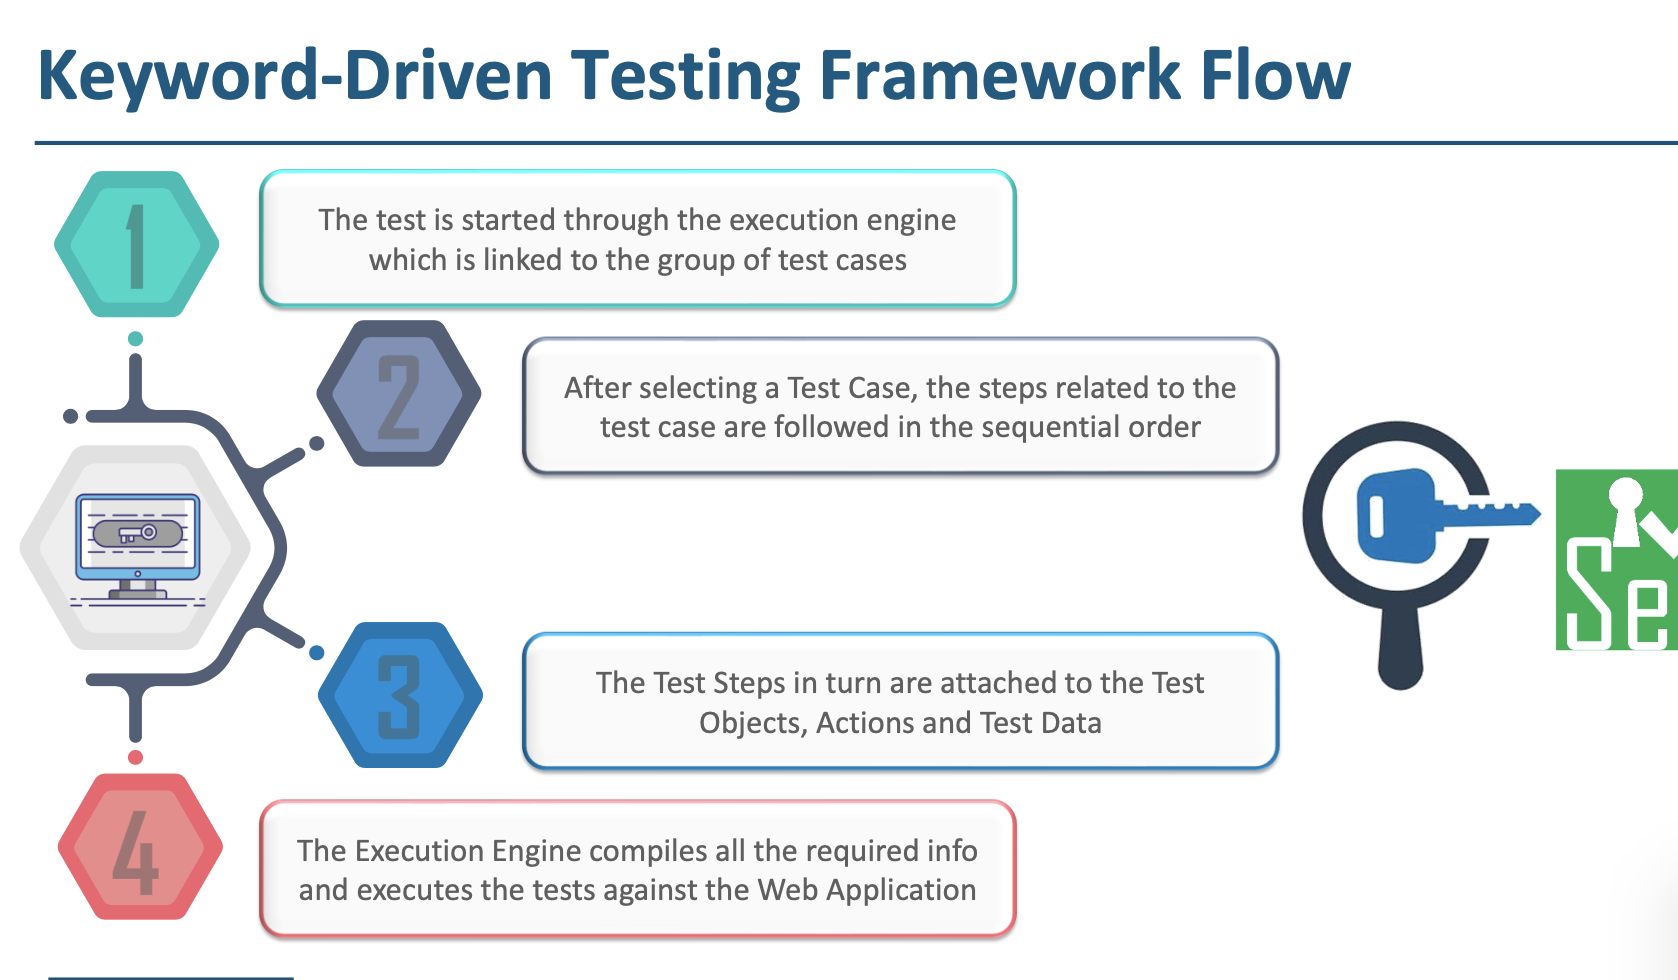 Keyword-Driven Testing Framework Flow
1
The test is started through the execution engine
which is linked to the group of test cases
2
After selecting a Test Case, the steps related to the
test case are followed in the sequential order
Se
3
The Test Steps in turn are attached to the Test
Objects, Actions and Test Data
4
The Execution Engine compiles all the required info
and executes the tests against the Web Application